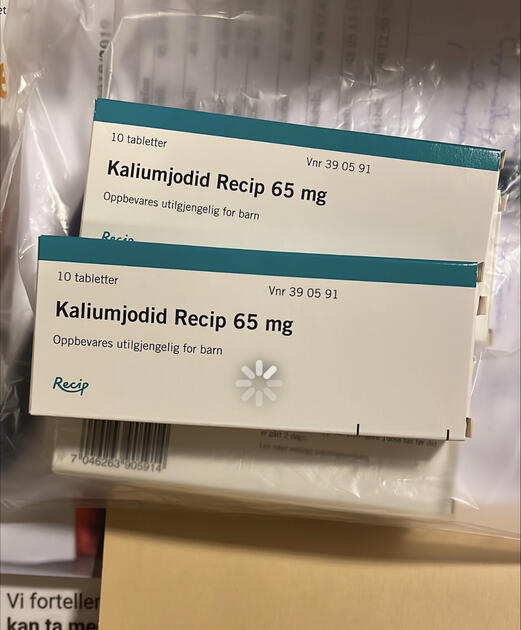 10 tabletter
Vnr 39 05 91
Kaliumjodid Recip 65 mg
Oppbevares utilgjengelig for barn
Recip
10 tabletter
Vnr 39 05 91
Kaliumjodid Recip 65 mg
Oppbevares utilgjengelig for barn
Recip
7 046263 905914
Vi forteller
kan ta me